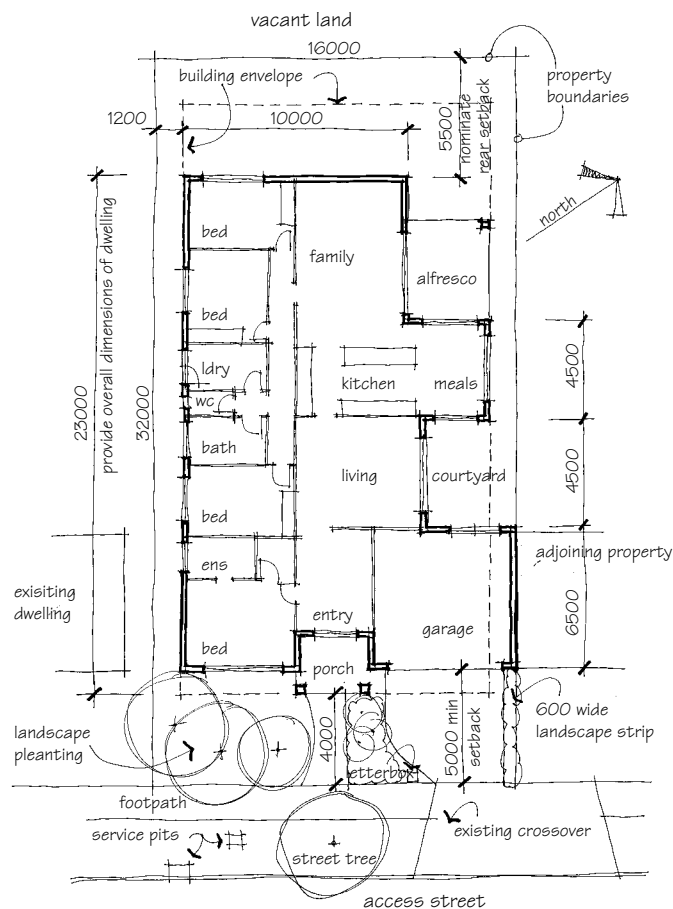 vacant land
16000
building envelope
property
boundaries
1200
10000
5500
nominate
rear setback
north
provide overall dimensions of dwelling
23000
32000
bed
family
alfresco
bed
ldry
wc
kitchen
meals
4500
bath
living
courtyard
4500
bed
ens
adjoining property
exisiting
dwelling
entry
garage
6500
bed
porch
600 wide
landscape strip
landscape
pleanting
4000
5000 min
setback
etterbox
footpath
service pits
existing crossover
street tree
access street